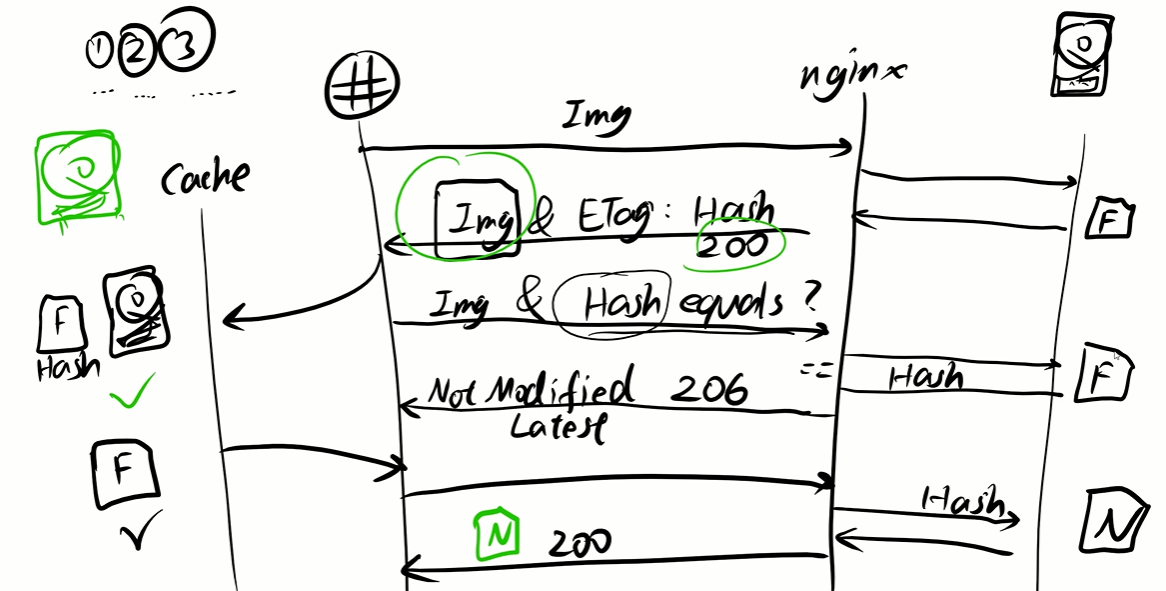 ① ② ③
nginx
Img
Cache
Img & ETag: Hash
200
F
Img & Hash equals ?
F
Hash
==
Hash
F
Not Modified 206
Latest
F
Hash
N
N 200